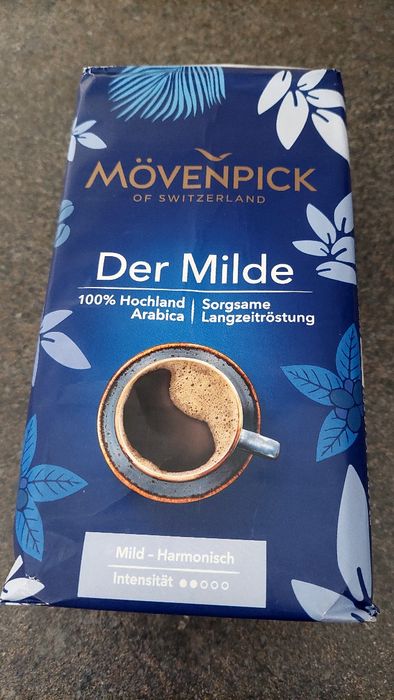 MÖVENPICK
OF SWITZERLAND
Der Milde
100% Hochland Arabica
Sorgsame Langzeitröstung
Mild - Harmonisch
Intensität